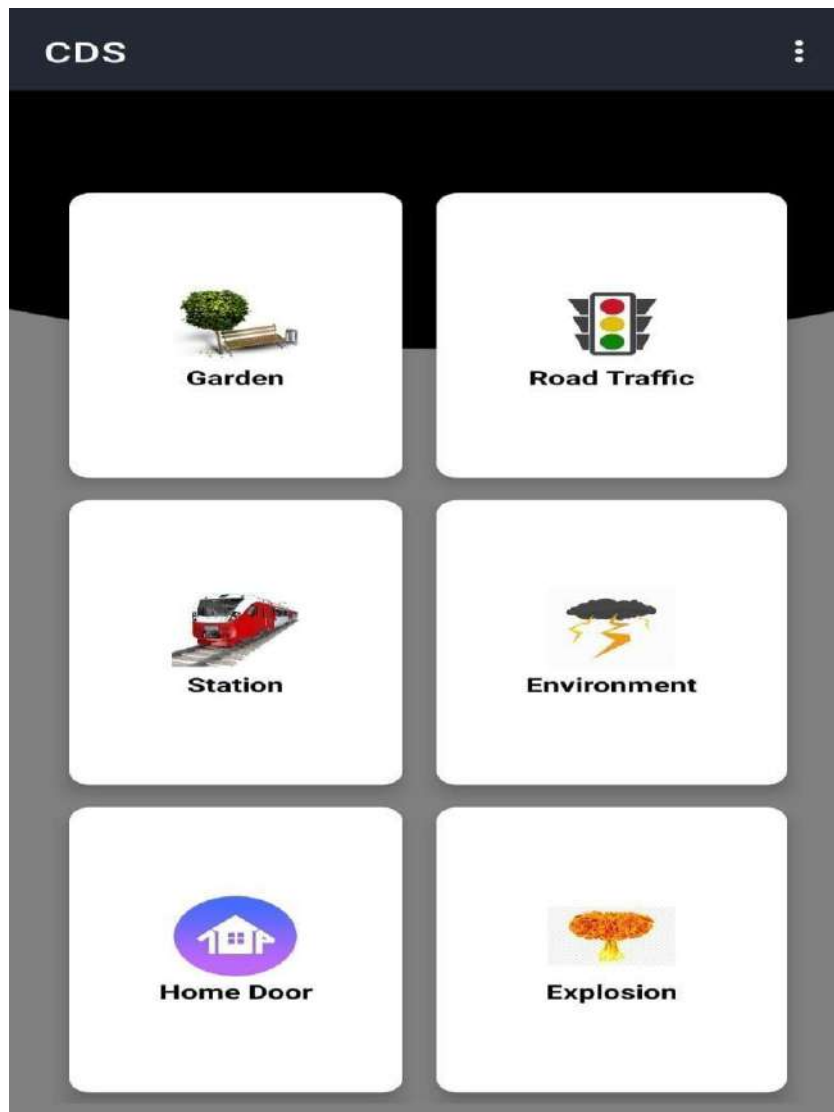 CDS
Garden
Road Traffic
Station
Environment
Home Door
Explosion